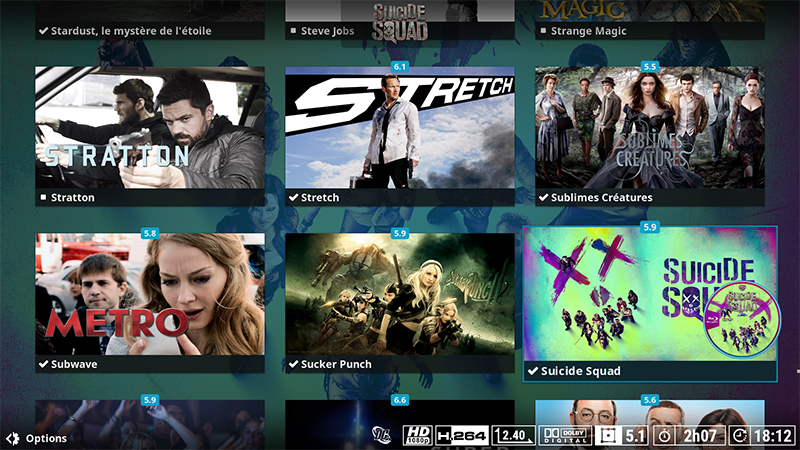 MAGIC
SUICIDE
SQUAD
Stardust, le mystère de l'étoile
Steve Jobs
Strange Magic
6.1
5.5
STRATTON
STRETCH
SUBLIMES
CRÉATURES
Stratton
Stretch
Sublimes Créatures
5.8
5.9
5.9
METRO
SUCKER PUNCH
SUICIDE
SQUAD
SUICIDE
SQUAD
Subwave
Sucker Punch
Suicide Squad
5.9
6.6
5.6
Options
DC
HD
1080p
H.264
2.40
DOLBY
DIGITAL
5.1
2h07
18:12